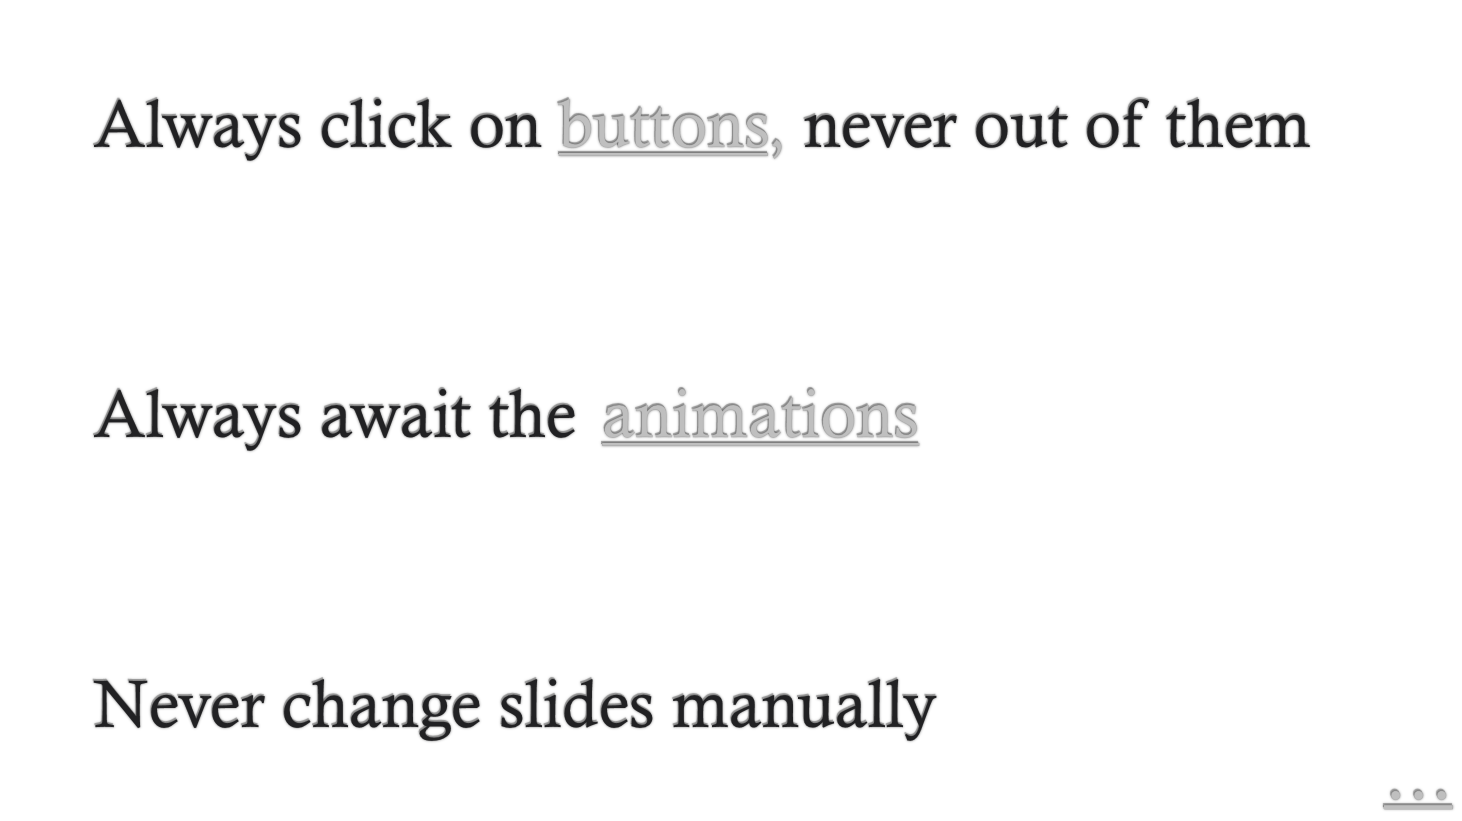 Always click on buttons, never out of them
Always await the animations
Never change slides manually
...